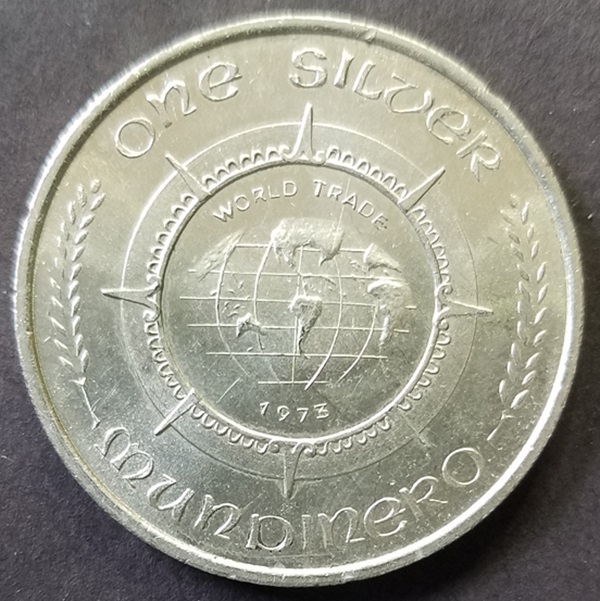 ONE SILVER
WORLD TRADE
1973
MUNDINERO